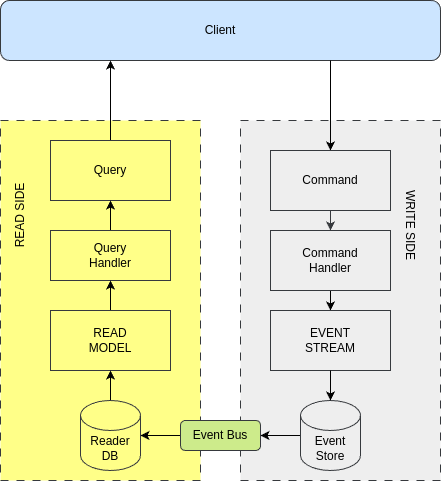 Client
READ SIDE
Query
Query
Handler
READ
MODEL
Reader
DB
Event Bus
WRITE SIDE
Command
Command
Handler
EVENT
STREAM
Event
Store